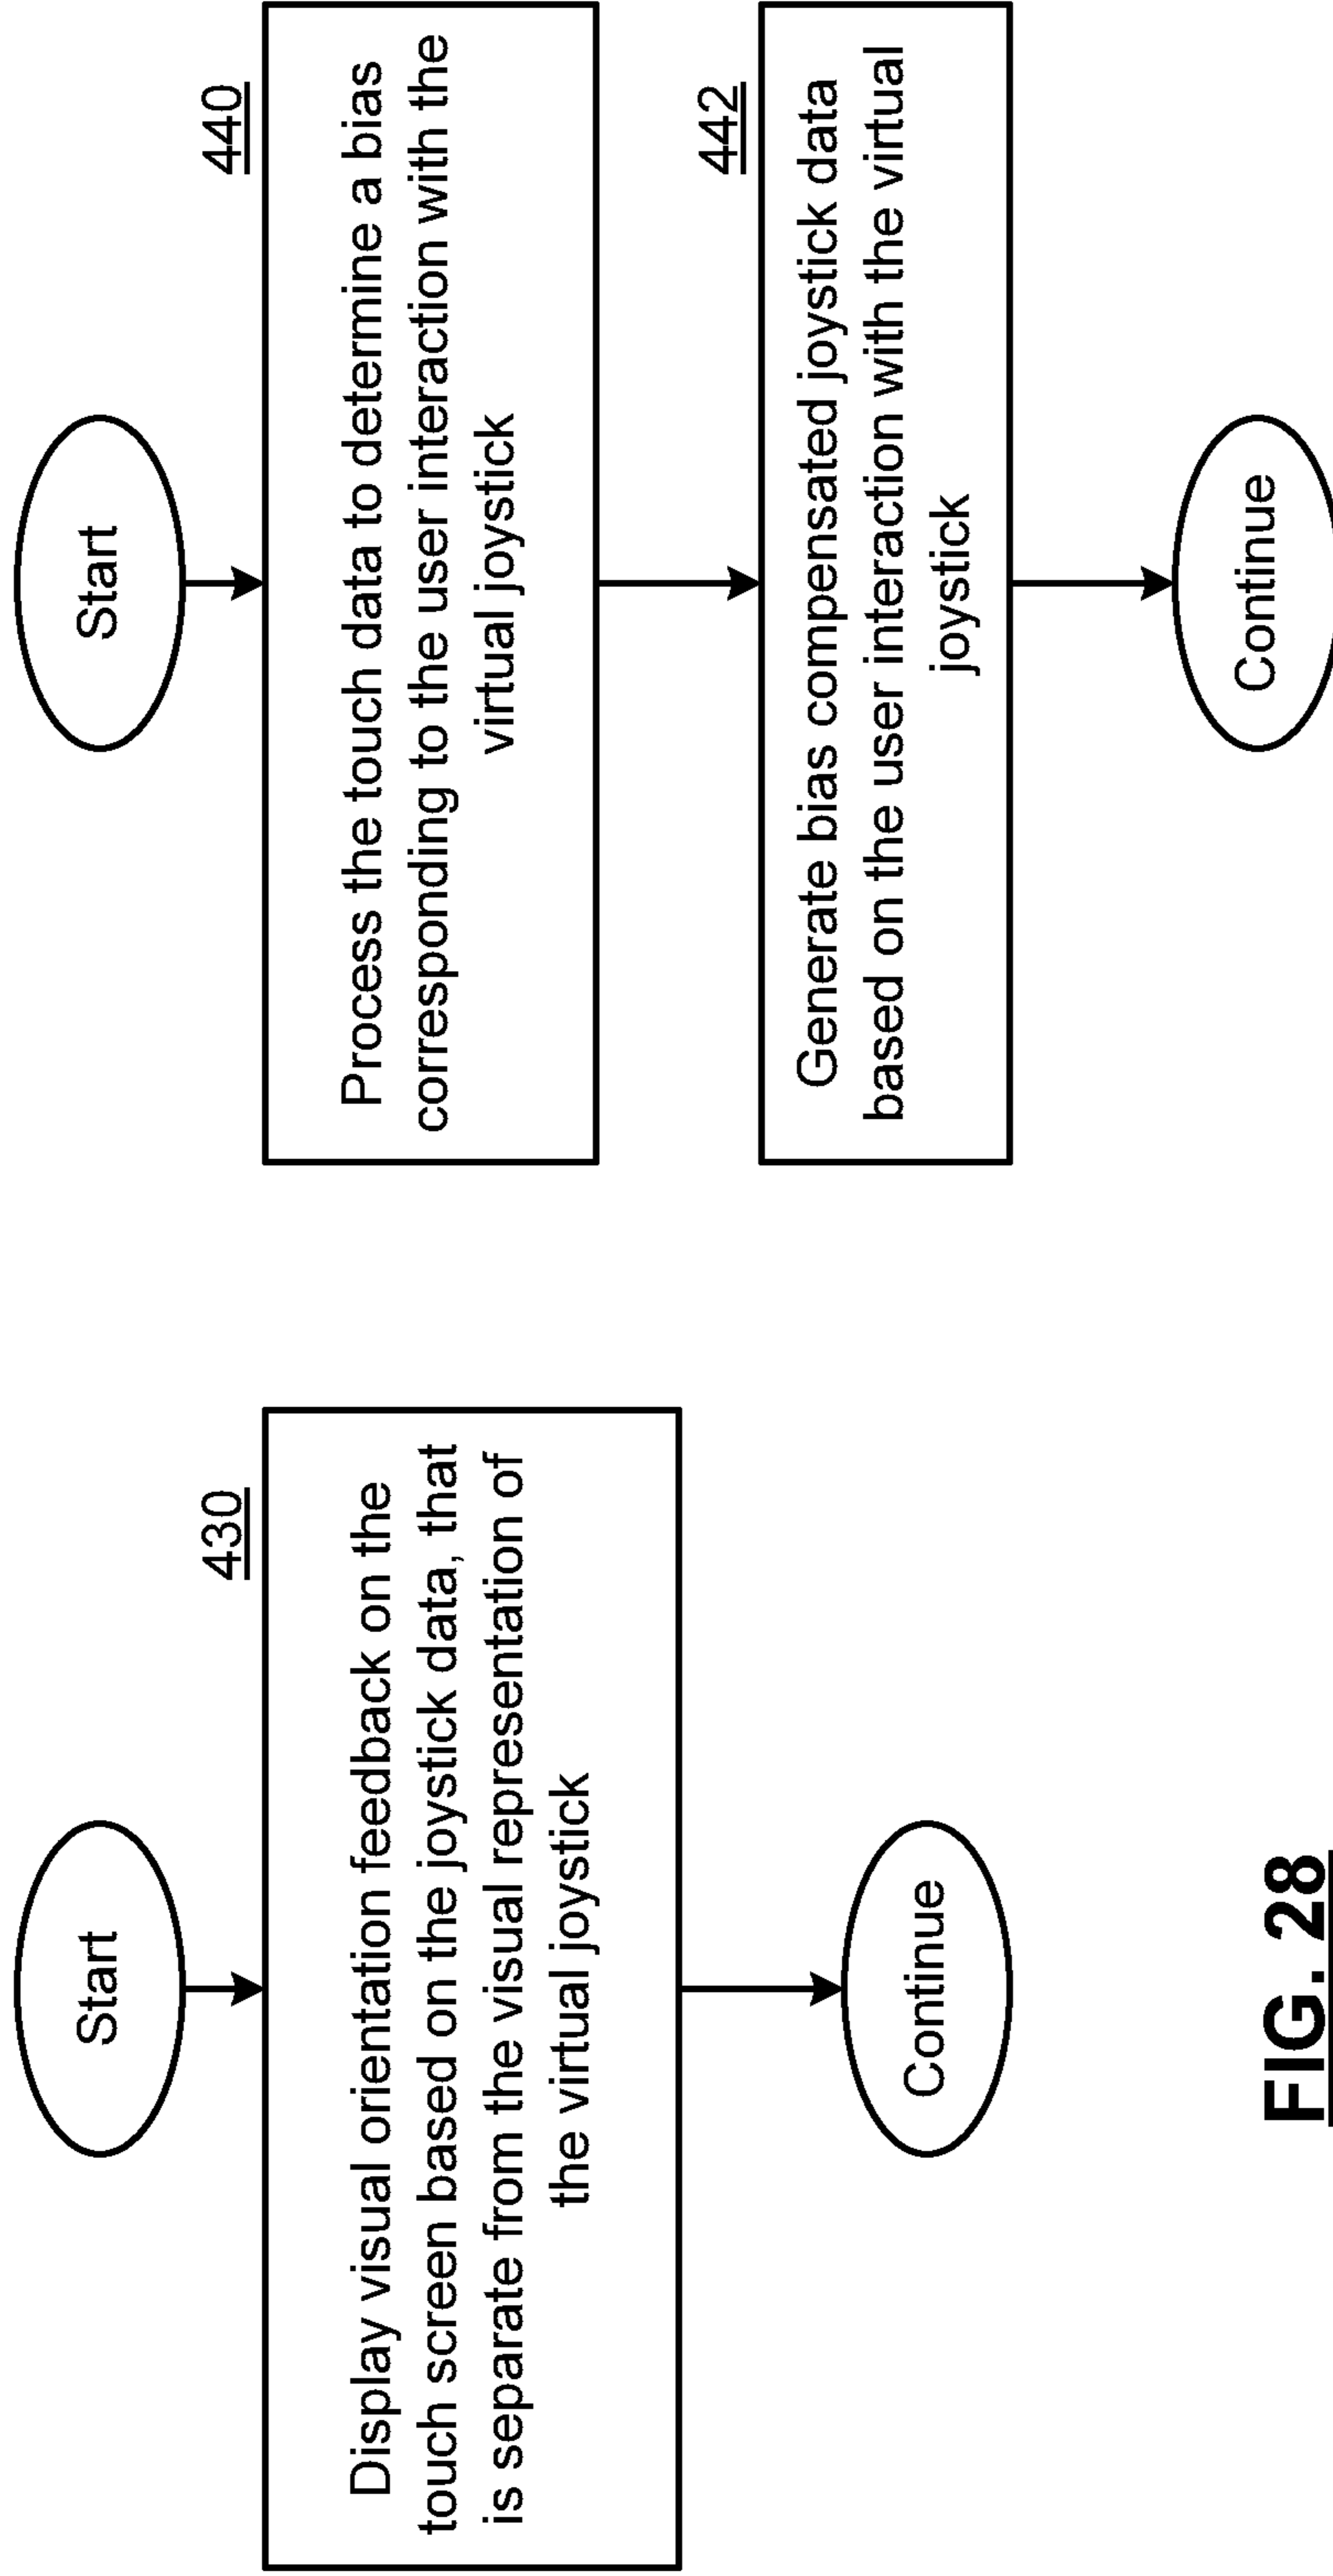 Start
430
Display visual orientation feedback on the
touch screen based on the joystick data, that
is separate from the visual representation of
the virtual joystick
Continue
FIG. 28
Start
440
Process the touch data to determine a bias
corresponding to the user interaction with the
virtual joystick
442
Generate bias compensated joystick data
based on the user interaction with the virtual
joystick
Continue